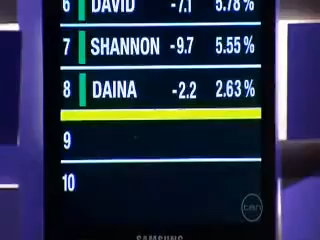 6 DAVID -7.1 5.78 %
7 SHANNON -9.7 5.55 %
8 DAINA -2.2 2.63 %
9
10
ten
SAMSUNG